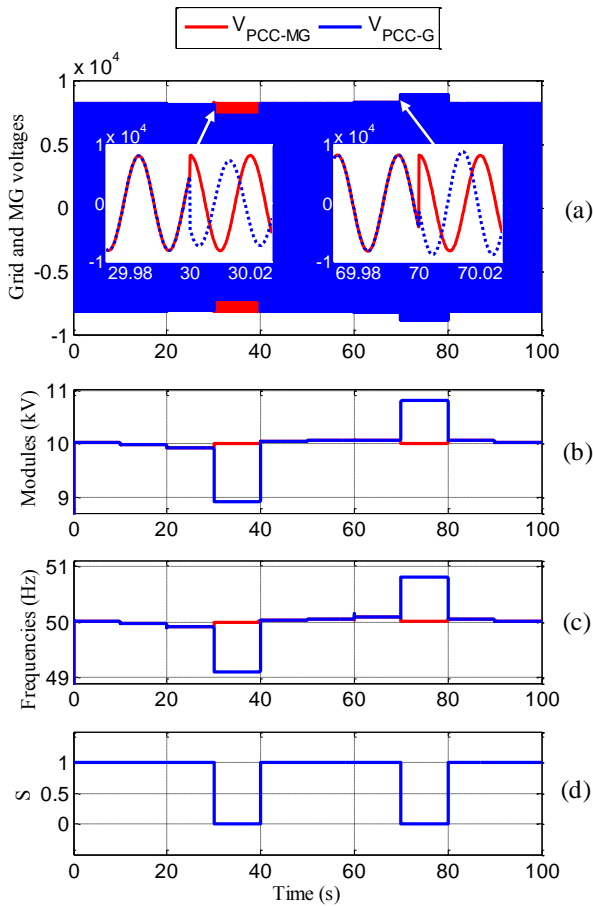 V PCC-MG V PCC-G
1 x 10^4
0.5
0
-0.5
-1
Grid and MG voltages
1 x 10^4
0
-1
29.98 30 30.02
1 x 10^4
0
-1
69.98 70 70.02
(a)
0 20 40 60 80 100
11
10
9
Modules (kV)
(b)
0 20 40 60 80 100
51
50
49
Frequencies (Hz)
(c)
0 20 40 60 80 100
1
0.5
0
S
(d)
0 20 40 60 80 100
Time (s)